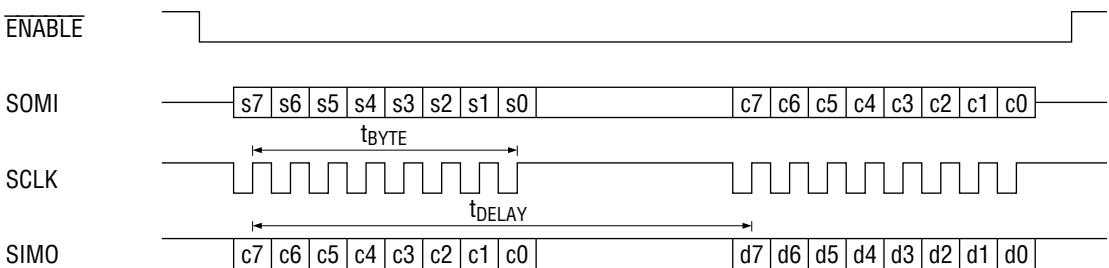 ENABLE
SOMI s7 s6 s5 s4 s3 s2 s1 s0 c7 c6 c5 c4 c3 c2 c1 c0
tBYTE
SCLK
tDELAY
SIMO c7 c6 c5 c4 c3 c2 c1 c0 d7 d6 d5 d4 d3 d2 d1 d0